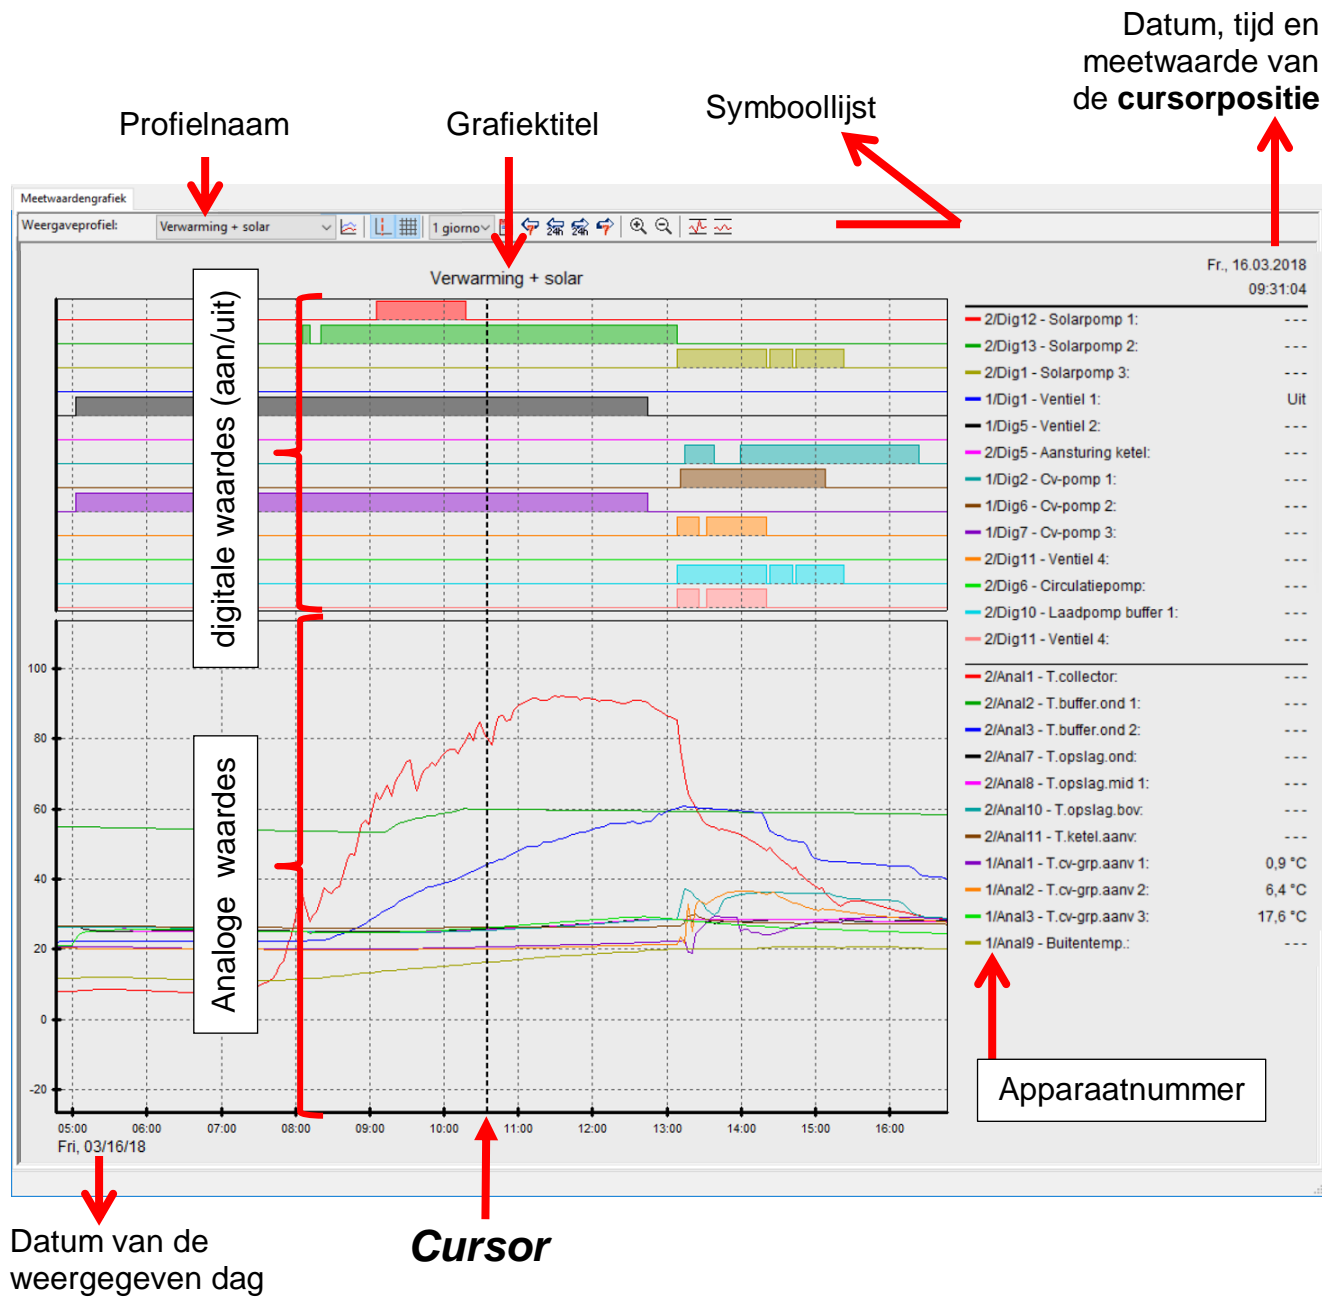 Datum, tijd en
meetwaarde van
de cursorpositie
Symboollijst
Profielnaam
Grafiektitel
Meetwaardengrafiek
Weergaveprofiel:
Verwarming + solar
1 giorno
24h
24h
Verwarming + solar
Fr., 16.03.2018
09:31:04
2/Dig12 - Solarpomp 1: ---
2/Dig13 - Solarpomp 2: ---
2/Dig1 - Solarpomp 3: ---
1/Dig1 - Ventiel 1: Uit
1/Dig5 - Ventiel 2: ---
2/Dig5 - Aansturing ketel: ---
1/Dig2 - Cv-pomp 1: ---
1/Dig6 - Cv-pomp 2: ---
1/Dig7 - Cv-pomp 3: ---
2/Dig11 - Ventiel 4: ---
2/Dig6 - Circulatiepomp: ---
2/Dig10 - Laadpomp buffer 1: ---
2/Dig11 - Ventiel 4: ---
2/Anal1 - T.collector: ---
2/Anal2 - T.buffer.ond 1: ---
2/Anal3 - T.buffer.ond 2: ---
2/Anal7 - T.opslag.ond: ---
2/Anal8 - T.opslag.mid 1: ---
2/Anal10 - T.opslag.bov: ---
2/Anal11 - T.ketel.aanv: ---
1/Anal1 - T.cv-grp.aanv 1: 0,9 °C
1/Anal2 - T.cv-grp.aanv 2: 6,4 °C
1/Anal3 - T.cv-grp.aanv 3: 17,6 °C
1/Anal9 - Buitentemp.: ---
digitale waardes (aan/uit)
Analoge waardes
100
80
60
40
20
0
-20
05:00 06:00 07:00 08:00 09:00 10:00 11:00 12:00 13:00 14:00 15:00 16:00
Fri, 03/16/18
Apparaatnummer
Datum van de
weergegeven dag
Cursor